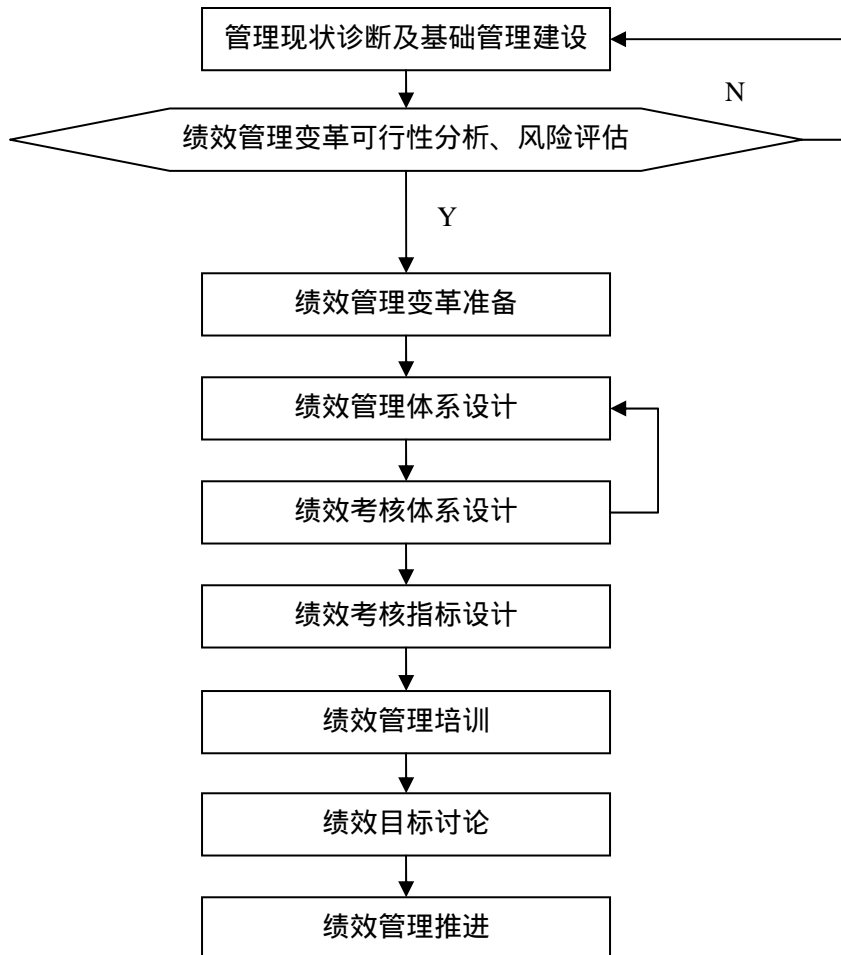 管理现状诊断及基础管理建设
N
绩效管理变革可行性分析、风险评估
Y
绩效管理变革准备
绩效管理体系设计
绩效考核体系设计
绩效考核指标设计
绩效管理培训
绩效目标讨论
绩效管理推进